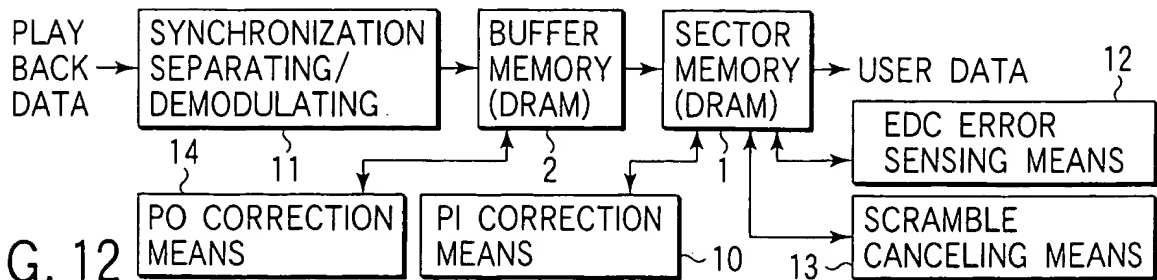 PLAY
BACK
DATA
SYNCHRONIZATION
SEPARATING/
DEMODULATING
11
BUFFER
MEMORY
(DRAM)
2
SECTOR
MEMORY
(DRAM)
1
USER DATA
12
EDC ERROR
SENSING MEANS
14
PO CORRECTION
MEANS
PI CORRECTION
MEANS
10
SCRAMBLE
CANCELING MEANS
13
G. 12